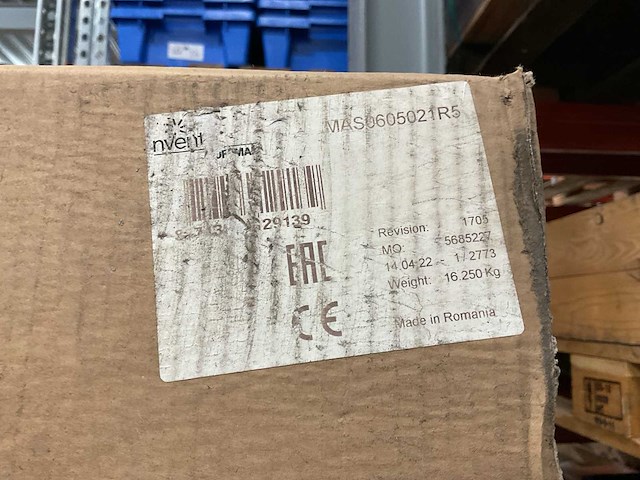 nvent
MAS0605021R5
29139
Revision: 1705
MO: 5685227
14.04.22 - 1 / 2773
Weight: 16.250 Kg
EAC
CE
Made in Romania